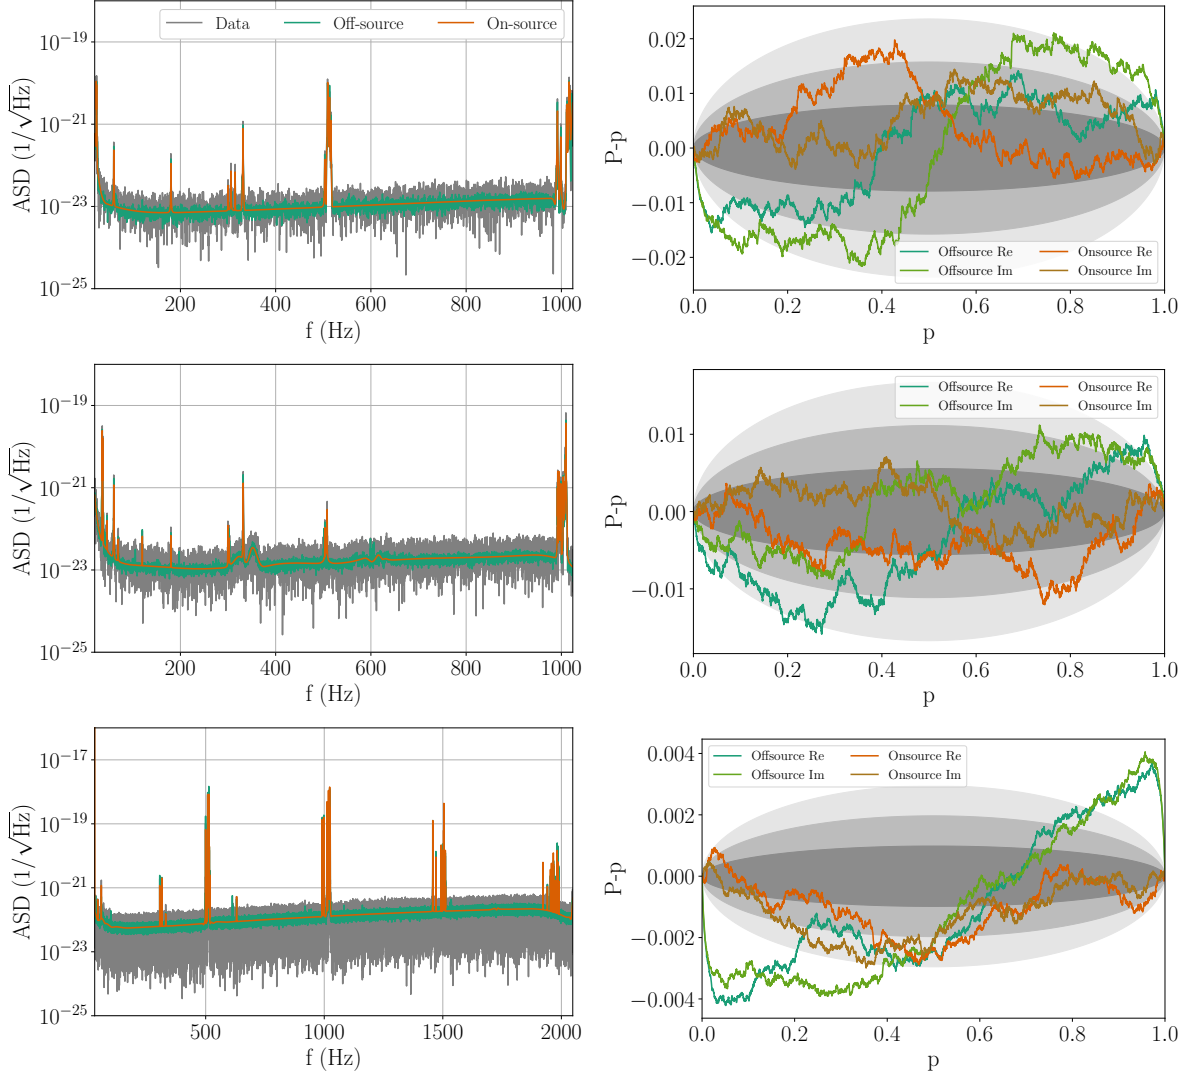 Data Off-source On-source
ASD (1/√Hz)
10⁻¹⁹
10⁻²¹
10⁻²³
10⁻²⁵
200 400 600 800 1000
f (Hz)
P-p
0.02
0.01
0.00
−0.01
−0.02
Offsource Re Onsource Re
Offsource Im Onsource Im
0.0 0.2 0.4 0.6 0.8 1.0
p
ASD (1/√Hz)
10⁻¹⁹
10⁻²¹
10⁻²³
10⁻²⁵
200 400 600 800 1000
f (Hz)
P-p
0.01
0.00
−0.01
Offsource Re Onsource Re
Offsource Im Onsource Im
0.0 0.2 0.4 0.6 0.8 1.0
p
ASD (1/√Hz)
10⁻¹⁷
10⁻¹⁹
10⁻²¹
10⁻²³
10⁻²⁵
500 1000 1500 2000
f (Hz)
P-p
0.004
0.002
0.000
−0.002
−0.004
Offsource Re Onsource Re
Offsource Im Onsource Im
0.0 0.2 0.4 0.6 0.8 1.0
p